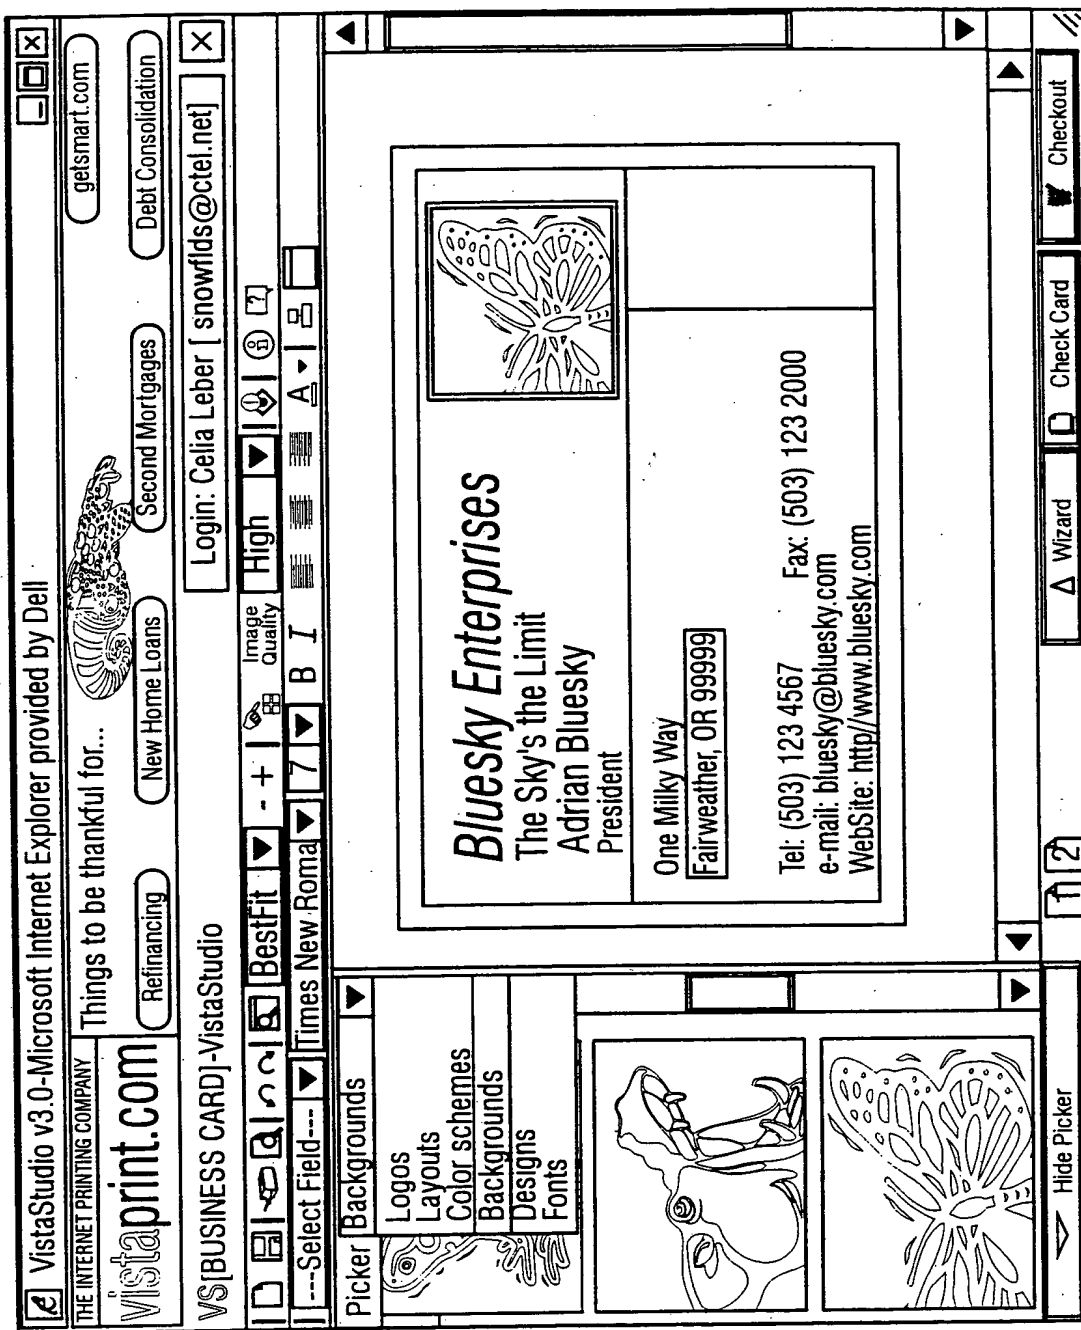 VistaStudio v3.0-Microsoft Internet Explorer provided by Dell
THE INTERNET PRINTING COMPANY
vistaprint.com
Things to be thankful for...
getsmart.com
Refinancing
New Home Loans
Second Mortgages
Debt Consolidation
VS[BUSINESS CARD]-VistaStudio
Login: Celia Leber [ snowflds@ctel.net]
BestFit
- +
Image
Quality
High
----Select Field----
Times New Roma
7
B I
A
Picker
Backgrounds
Logos
Layouts
Color schemes
Backgrounds
Designs
Fonts
Bluesky Enterprises
The Sky's the Limit
Adrian Bluesky
President
One Milky Way
Fairweather, OR 99999
Tel: (503) 123 4567 Fax: (503) 123 2000
e-mail: bluesky@bluesky.com
WebSite: http//www.bluesky.com
Hide Picker
1 2
Wizard
Check Card
Checkout